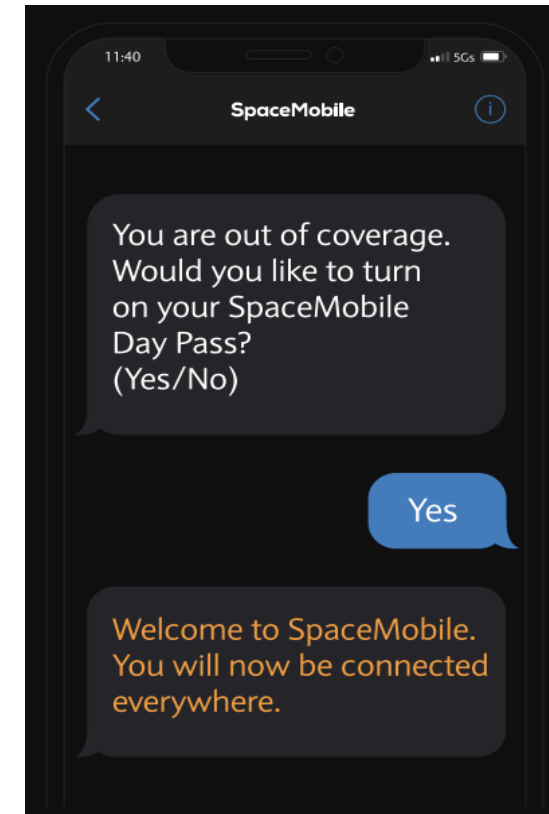 11:40
5Gs
SpaceMobile
i
You are out of coverage.
Would you like to turn
on your SpaceMobile
Day Pass?
(Yes/No)
Yes
Welcome to SpaceMobile.
You will now be connected
everywhere.